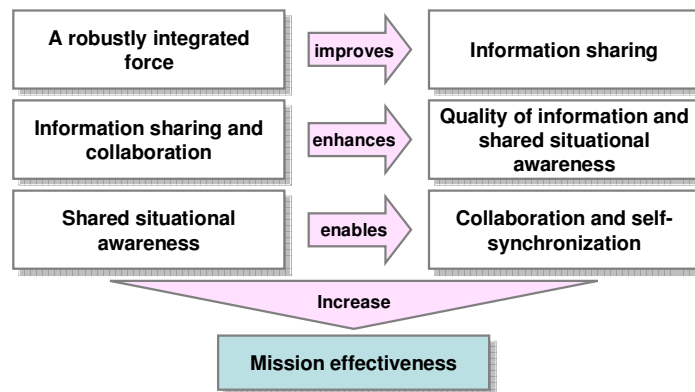 A robustly integrated
force
improves
Information sharing
Information sharing and
collaboration
enhances
Quality of information and
shared situational
awareness
Shared situational
awareness
enables
Collaboration and self-
synchronization
Increase
Mission effectiveness